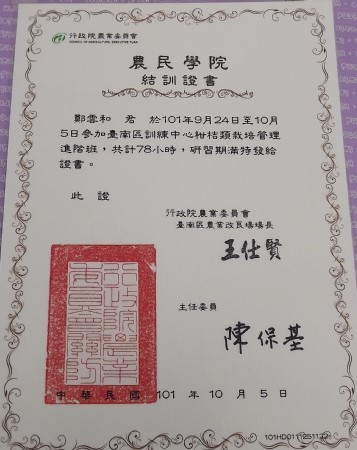 行政院農業委員會
COUNCIL OF AGRICULTURE, EXECUTIVE YUAN
農民學院
結訓證書
鄭雲和　君　於101年9月24日至10月
5日參加臺南區訓練中心柑桔類栽培管理
進階班，共計78小時，研習期滿特發給
證書。
此　證
行政院農業委員會
臺南區農業改良場場長
王仕賢
主任委員
陳保基
中華民國　101　年　10　月　5　日